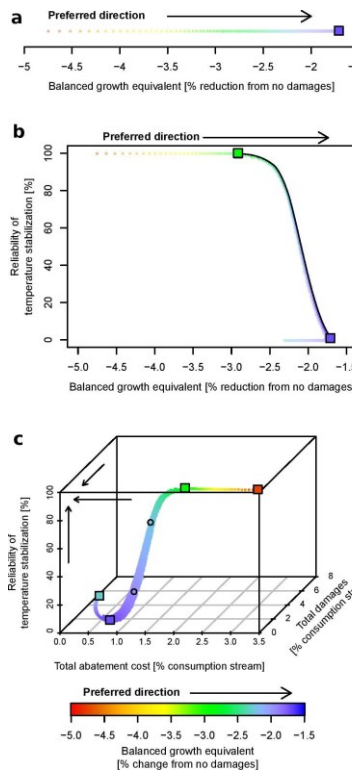 a
Preferred direction
−5 −4.5 −4 −3.5 −3 −2.5 −2 −1.5
Balanced growth equivalent [% reduction from no damages]
b
Preferred direction
Reliability of
temperature stabilization [%]
100
80
60
40
20
0
−5.0 −4.5 −4.0 −3.5 −3.0 −2.5 −2.0 −1.5
Balanced growth equivalent [% reduction from no damages
c
Reliability of
temperature stabilization [%]
100
80
60
40
20
0
0.0 0.5 1.0 1.5 2.0 2.5 3.0 3.5
0 2 4 6 8
Total damages
[% consumption
Total abatement cost [% consumption stream]
Preferred direction
−5.0 −4.5 −4.0 −3.5 −3.0 −2.5 −2.0 −1.5
Balanced growth equivalent
[% change from no damages]